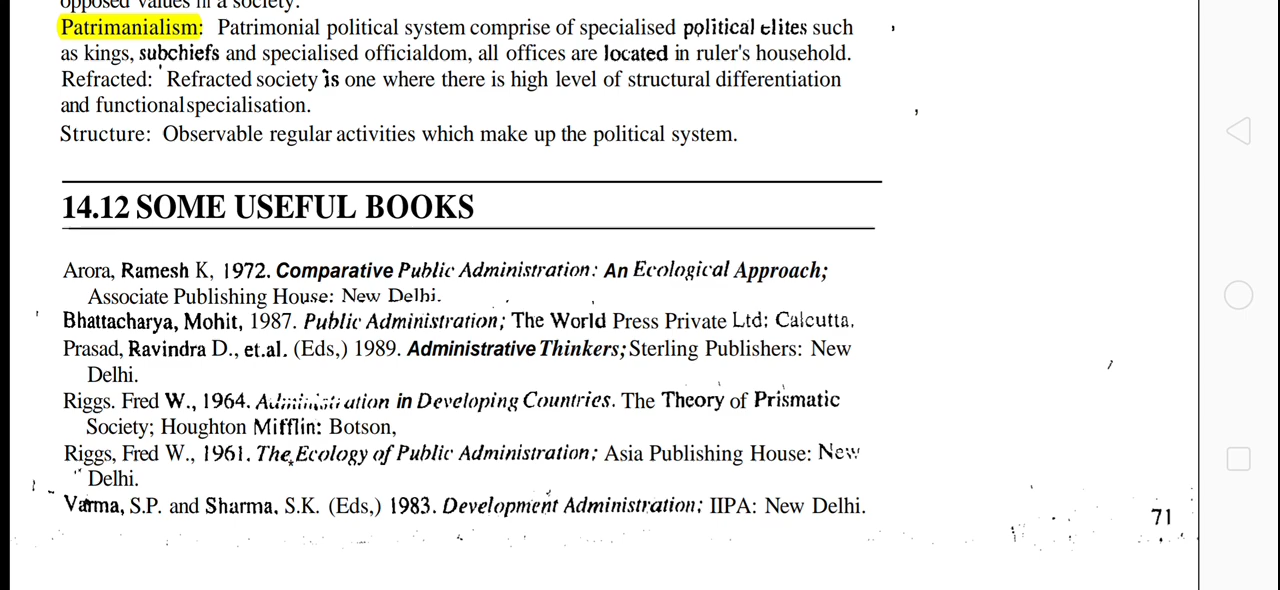 opposed values in a society.
Patrimanialism: Patrimonial political system comprise of specialised political elites such
as kings, subchiefs and specialised officialdom, all offices are located in ruler's household.
Refracted: Refracted society is one where there is high level of structural differentiation
and functional specialisation.
Structure: Observable regular activities which make up the political system.
14.12 SOME USEFUL BOOKS
Arora, Ramesh K, 1972. Comparative Public Administration: An Ecological Approach;
Associate Publishing House: New Delhi.
Bhattacharya, Mohit, 1987. Public Administration; The World Press Private Ltd: Calcutta.
Prasad, Ravindra D., et.al. (Eds,) 1989. Administrative Thinkers; Sterling Publishers: New
Delhi.
Riggs. Fred W., 1964. Administration in Developing Countries. The Theory of Prismatic
Society; Houghton Mifflin: Botson,
Riggs, Fred W., 1961. The Ecology of Public Administration; Asia Publishing House: New
Delhi.
Varma, S.P. and Sharma, S.K. (Eds,) 1983. Development Administration; IIPA: New Delhi.
71